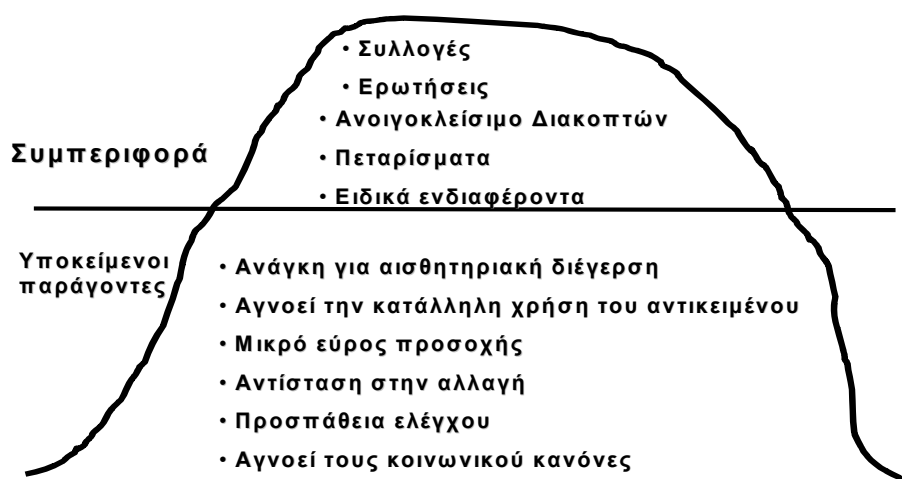 • Συλλογές
• Ερωτήσεις
• Ανοιγοκλείσιμο Διακοπτών
Συμπεριφορά
• Πεταρίσματα
• Ειδικά ενδιαφέροντα
Υποκείμενοι
παράγοντες
• Ανάγκη για αισθητηριακή διέγερση
• Αγνοεί την κατάλληλη χρήση του αντικειμένου
• Μικρό εύρος προσοχής
• Αντίσταση στην αλλαγή
• Προσπάθεια ελέγχου
• Αγνοεί τους κοινωνικού κανόνες